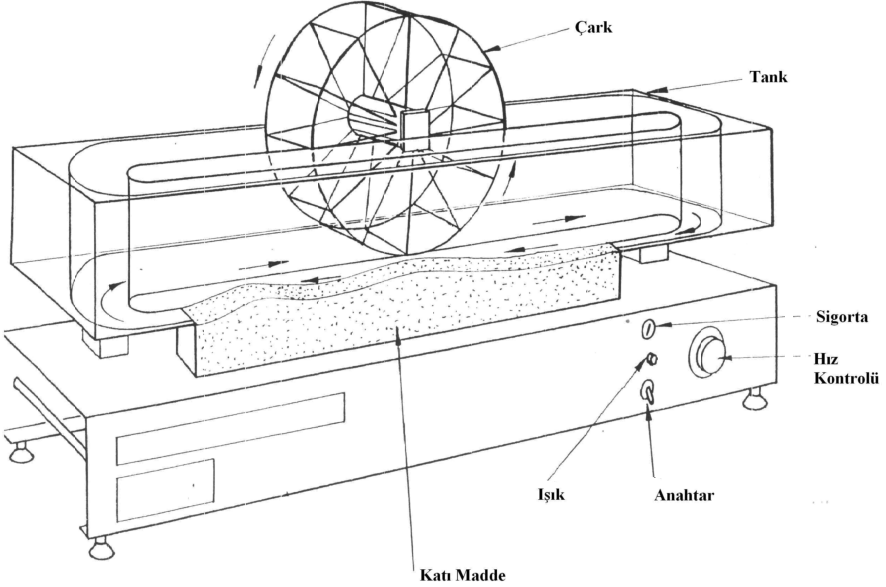 Çark
Tank
Sigorta
Hız
Kontrolü
Işık
Anahtar
Katı Madde